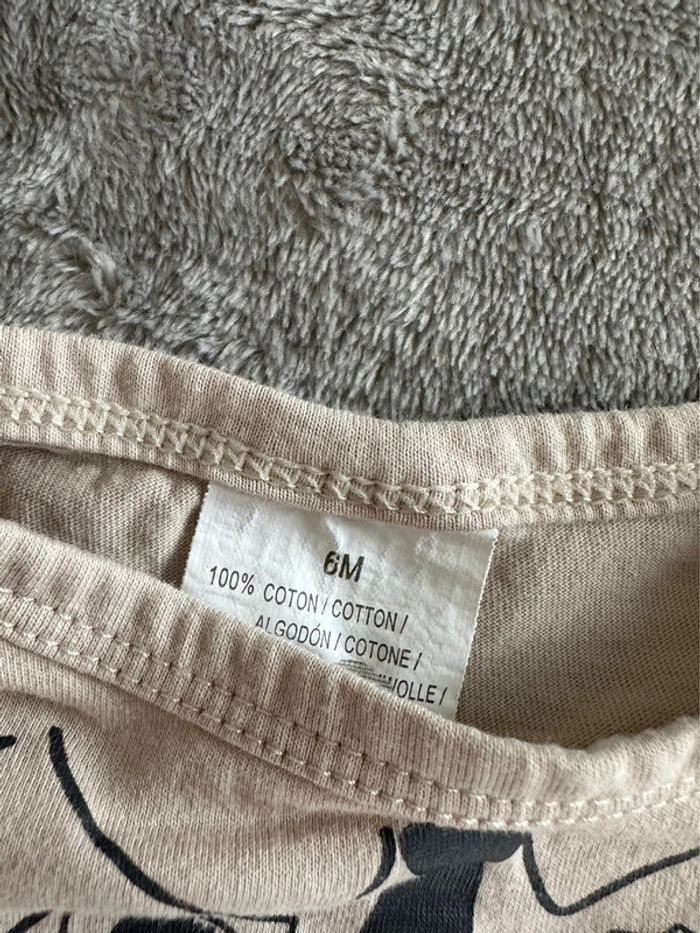 6M
100% COTON / COTTON /
ALGODÓN / COTONE /